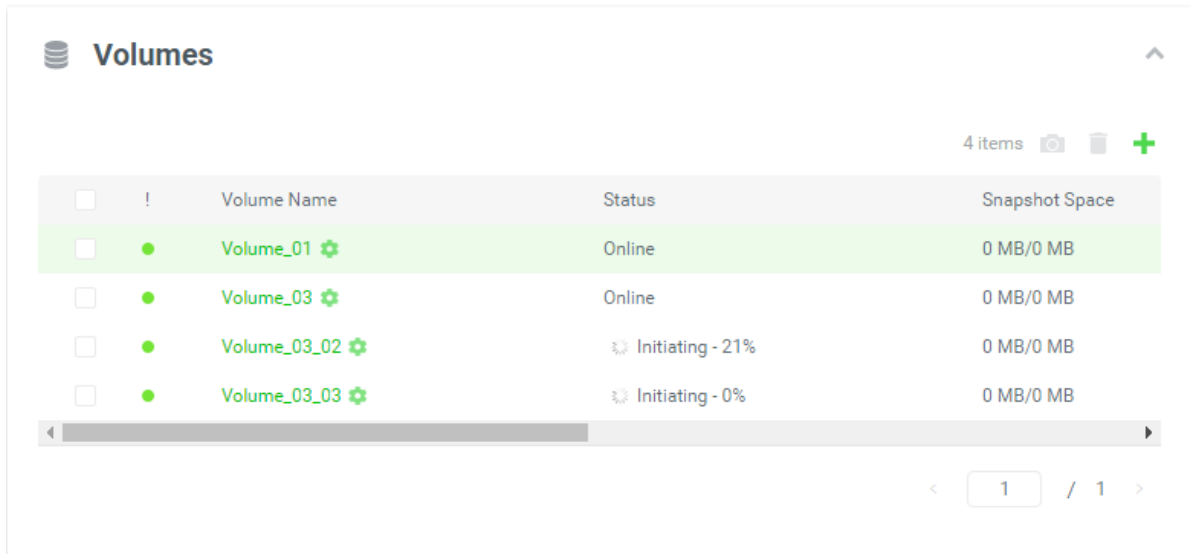 Volumes
4 items
! Volume Name Status Snapshot Space
Volume_01 Online 0 MB/0 MB
Volume_03 Online 0 MB/0 MB
Volume_03_02 Initiating - 21% 0 MB/0 MB
Volume_03_03 Initiating - 0% 0 MB/0 MB
< 1 / 1 >